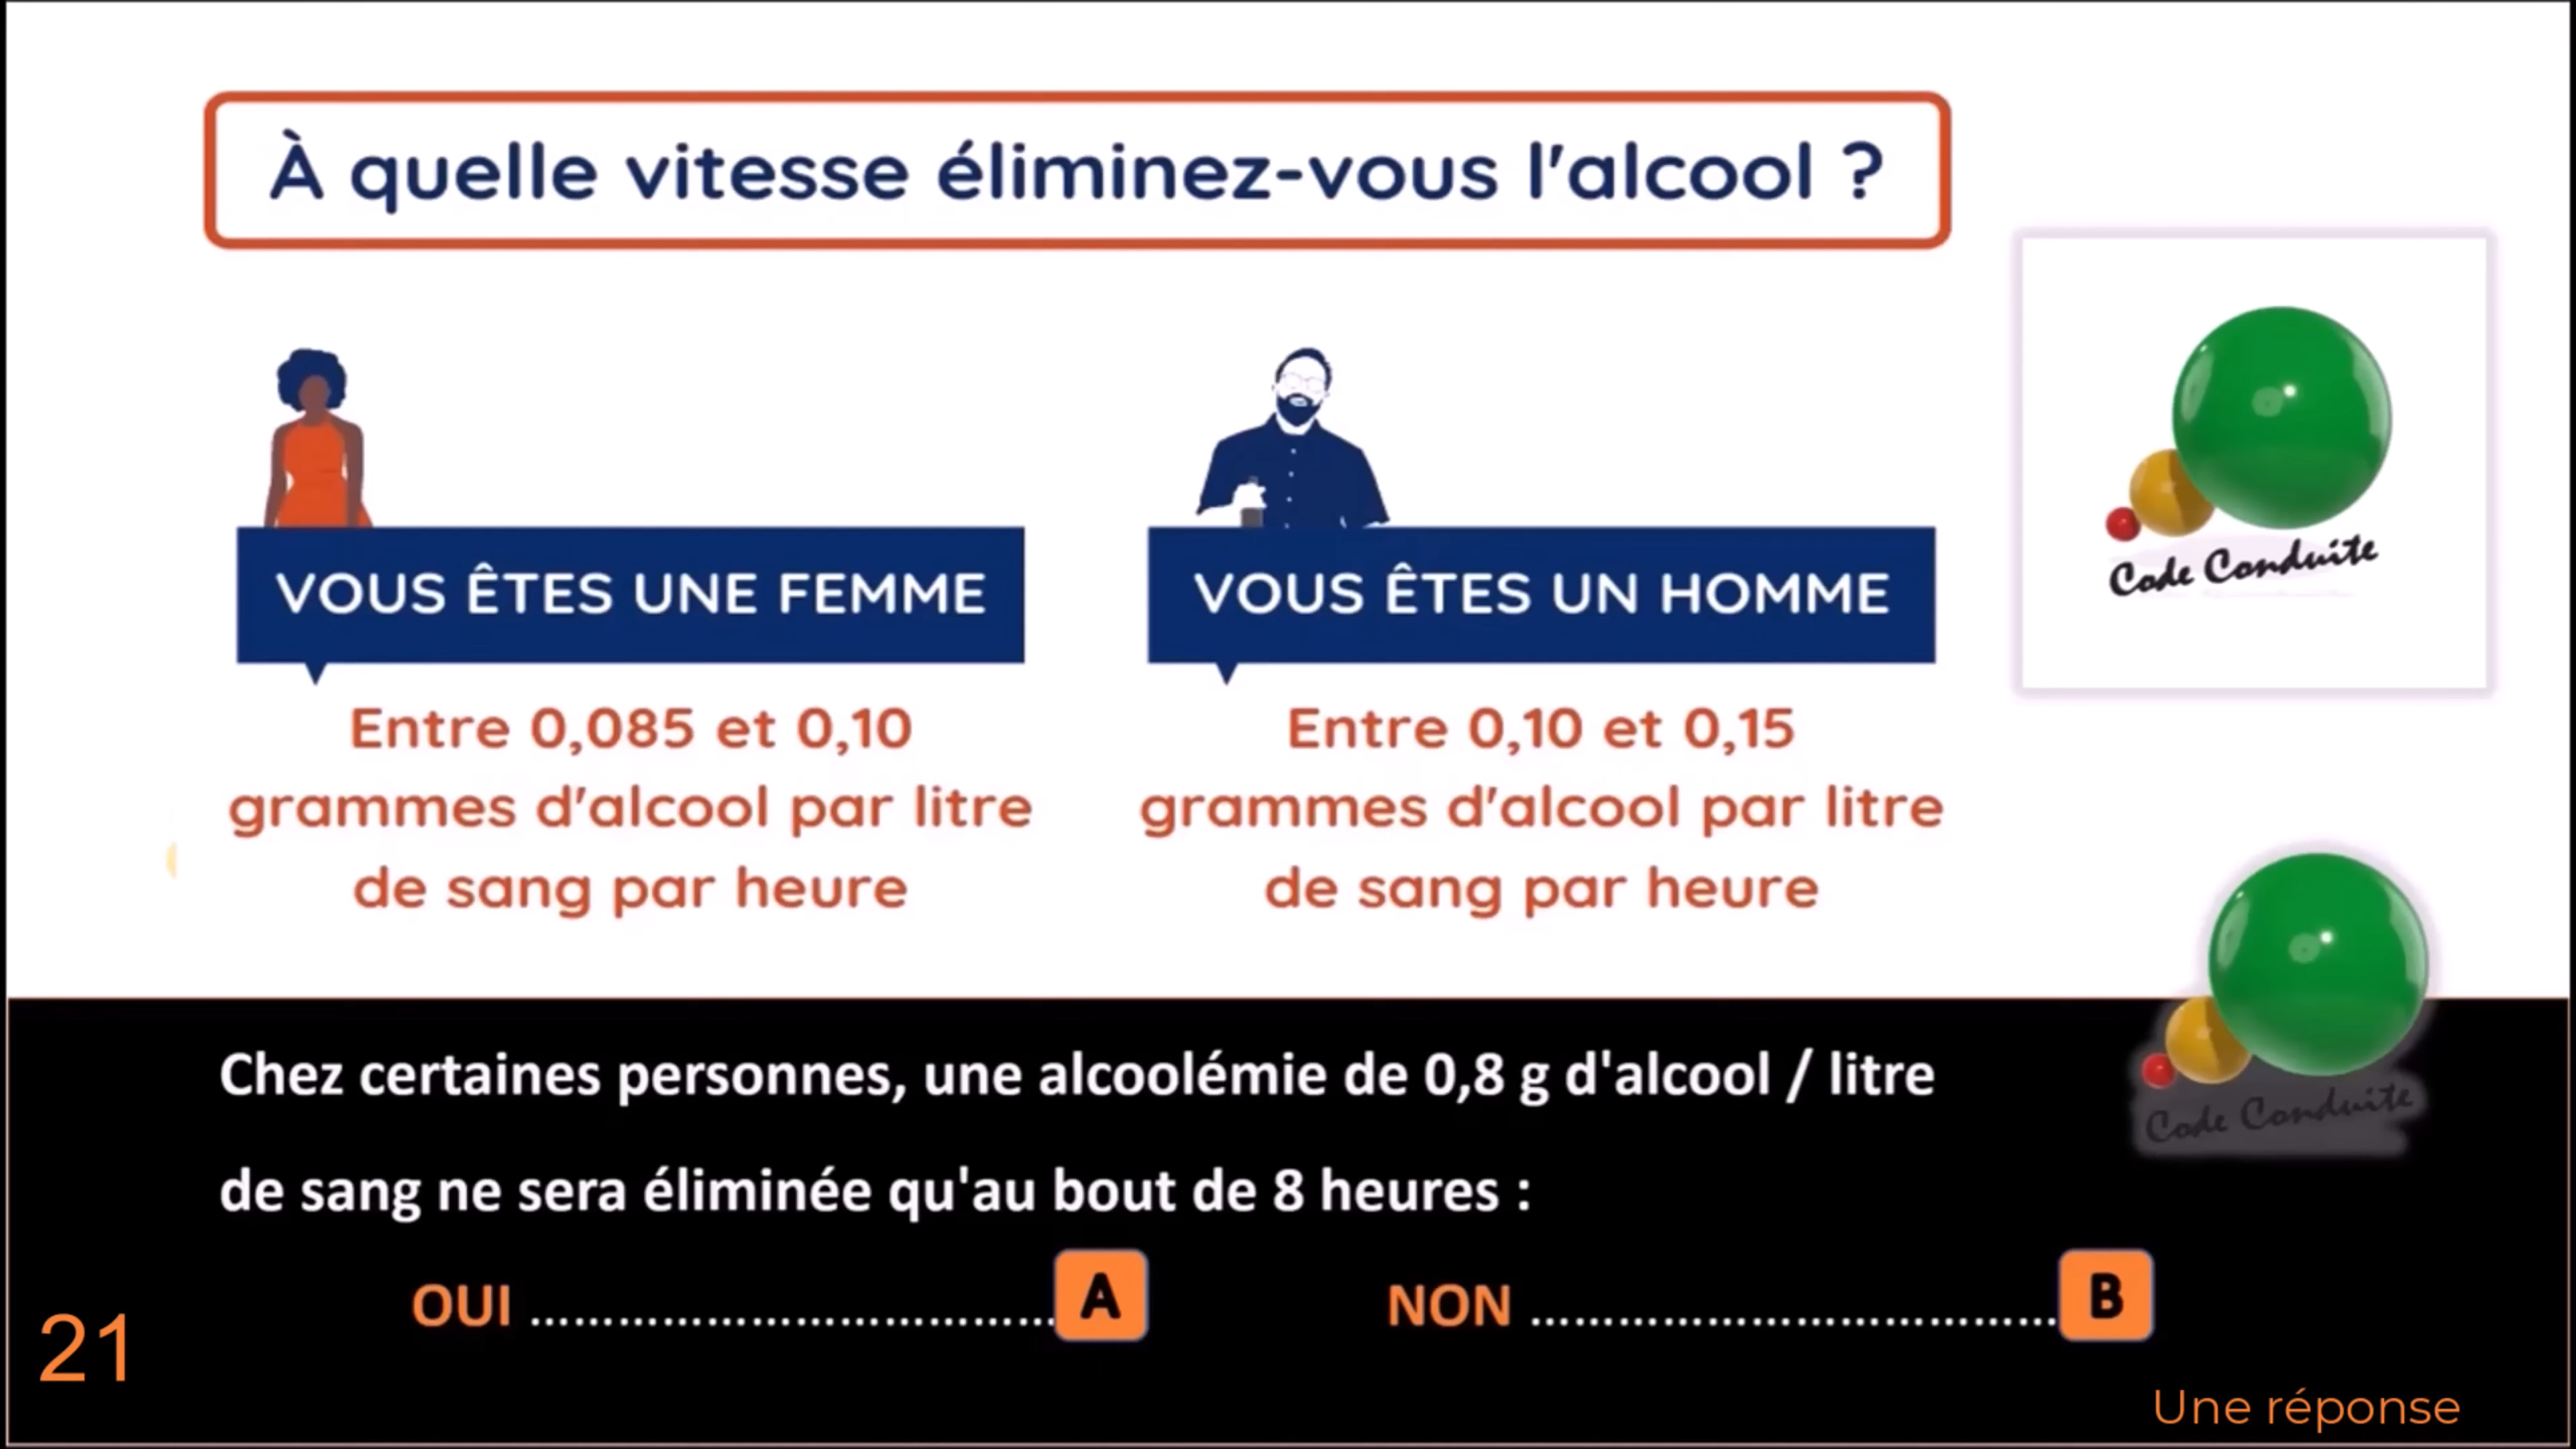 À quelle vitesse éliminez-vous l'alcool ?
VOUS ÊTES UNE FEMME
Entre 0,085 et 0,10
grammes d'alcool par litre
de sang par heure
VOUS ÊTES UN HOMME
Entre 0,10 et 0,15
grammes d'alcool par litre
de sang par heure
Code Conduite
Code Conduite
Chez certaines personnes, une alcoolémie de 0,8 g d'alcool / litre
de sang ne sera éliminée qu'au bout de 8 heures :
OUI .................................... A
NON .................................... B
21
Une réponse